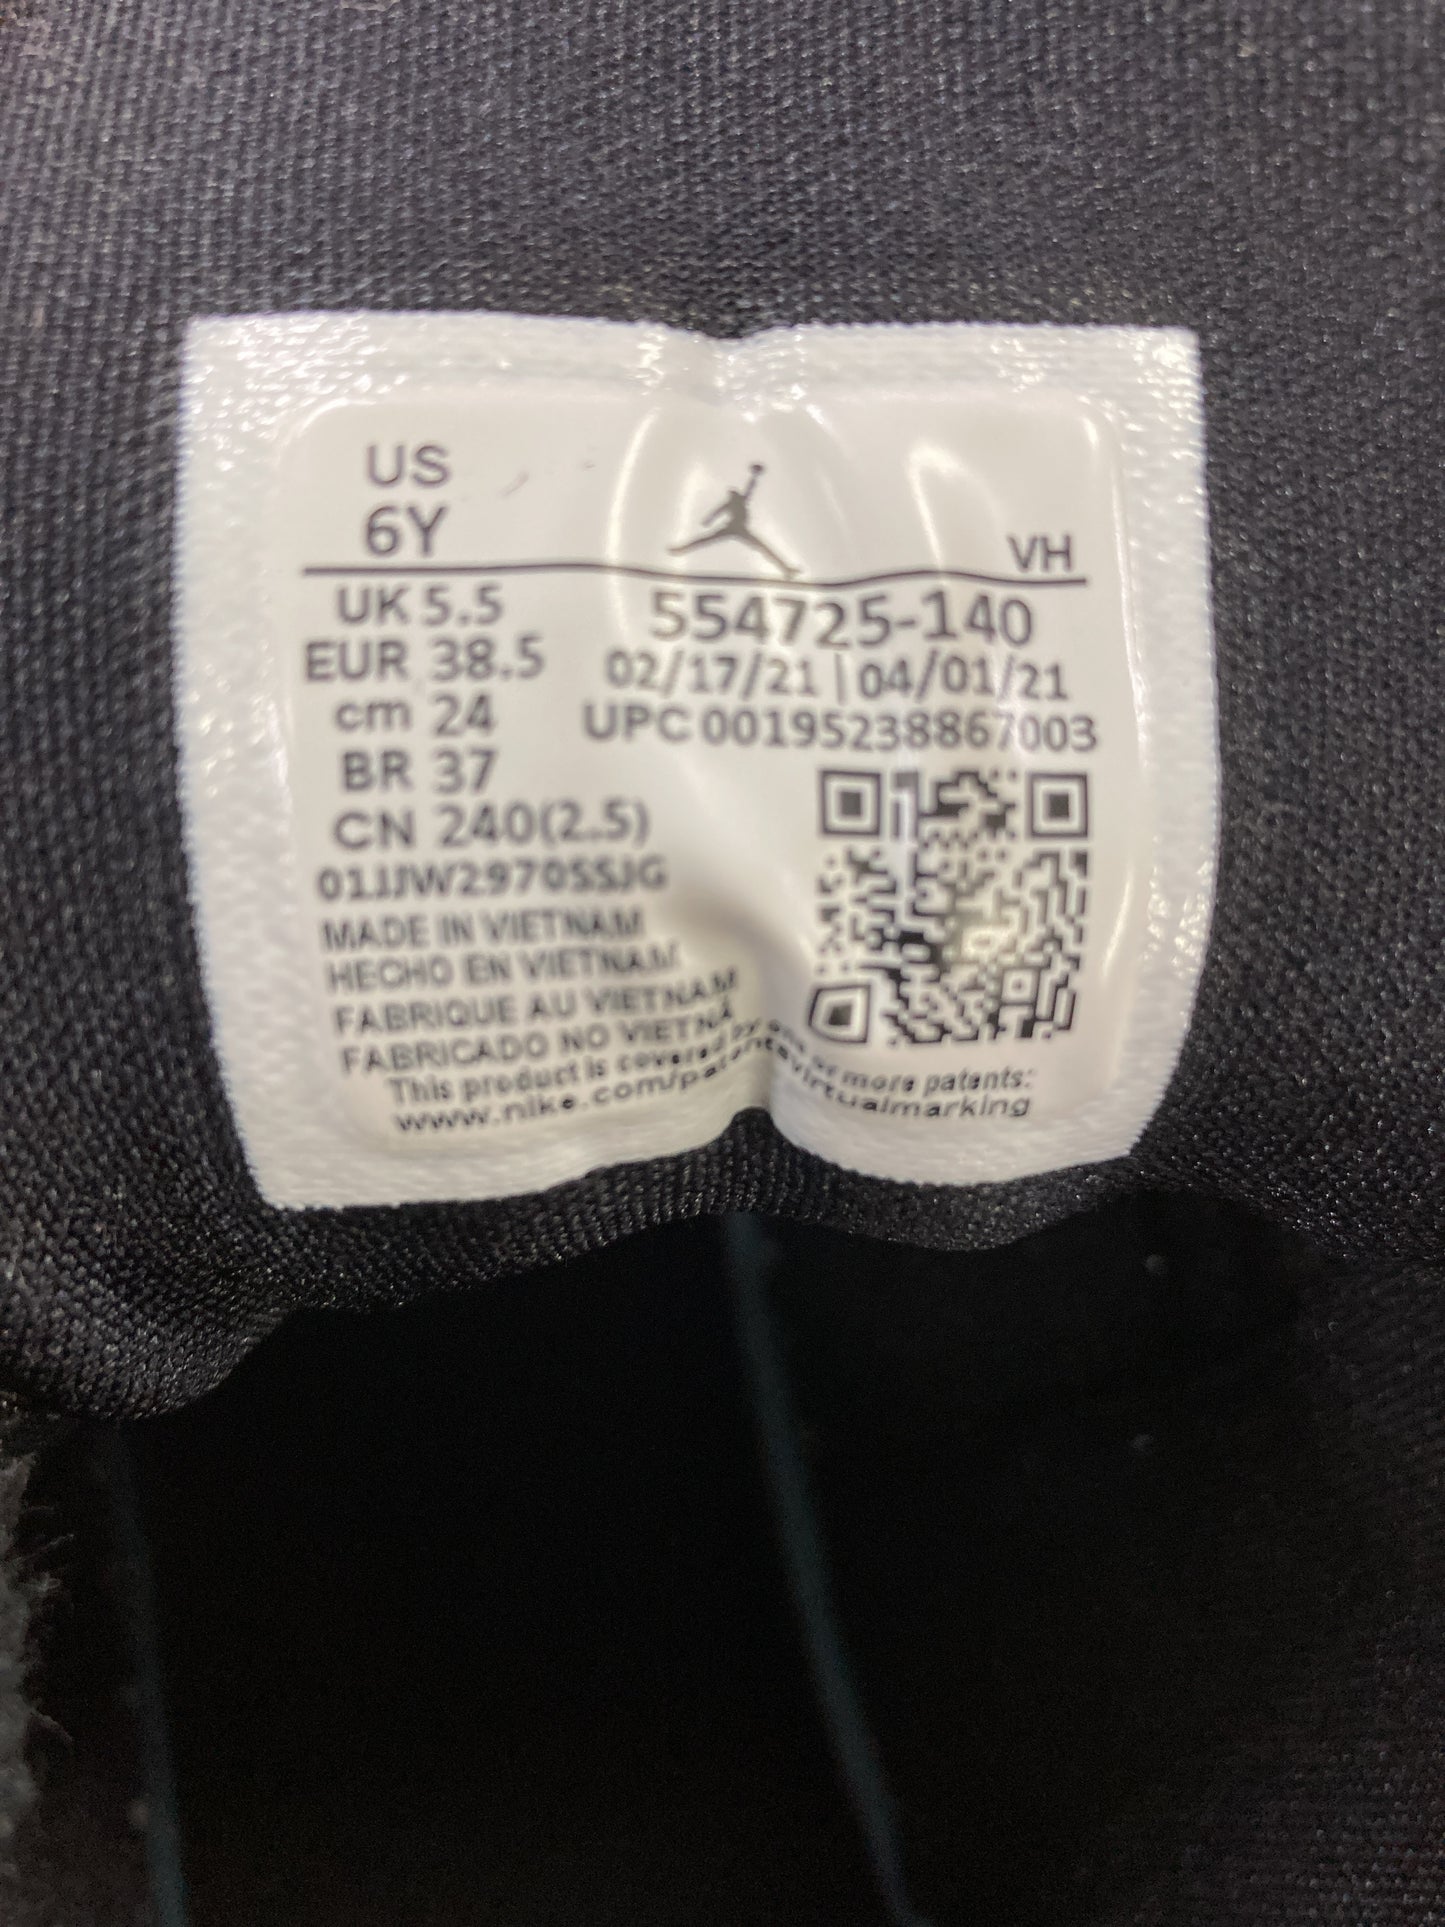 US
6Y
VH
UK 5.5
EUR 38.5
cm 24
BR 37
CN 240(2.5)
01JJW2970SSJG
554725-140
02/17/21 | 04/01/21
UPC 00195238867003
MADE IN VIETNAM
HECHO EN VIETNAM
FABRIQUE AU VIETNAM
FABRICADO NO VIETNÃ
This product is covered by one or more patents:
www.nike.com/patentsvirtualmarking